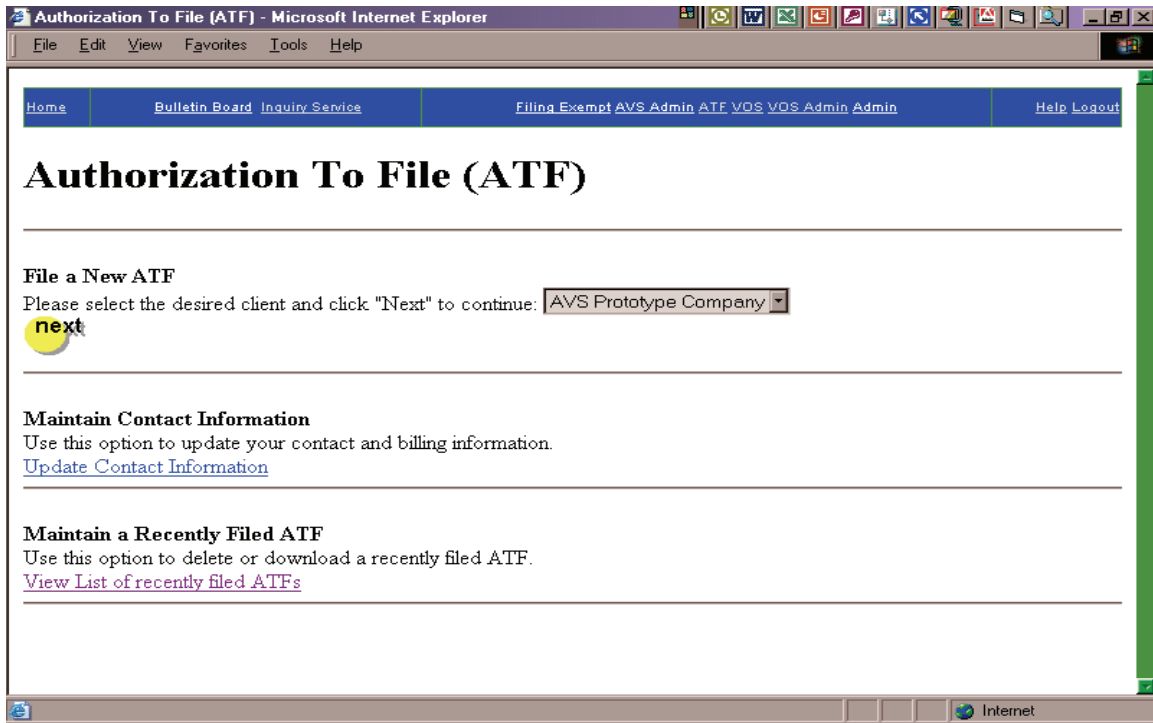 Authorization To File (ATF) - Microsoft Internet Explorer
File Edit View Favorites Tools Help
Home Bulletin Board Inquiry Service Filing Exempt AVS Admin ATF VOS VOS Admin Admin Help Logout
Authorization To File (ATF)
File a New ATF
Please select the desired client and click "Next" to continue: AVS Prototype Company
next
Maintain Contact Information
Use this option to update your contact and billing information.
Update Contact Information
Maintain a Recently Filed ATF
Use this option to delete or download a recently filed ATF.
View List of recently filed ATFs
Internet